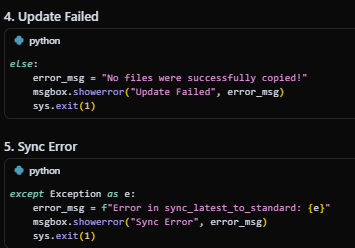 4. Update Failed
python
else:
    error_msg = "No files were successfully copied!"
    msgbox.showerror("Update Failed", error_msg)
    sys.exit(1)
5. Sync Error
python
except Exception as e:
    error_msg = f"Error in sync_latest_to_standard: {e}"
    msgbox.showerror("Sync Error", error_msg)
    sys.exit(1)